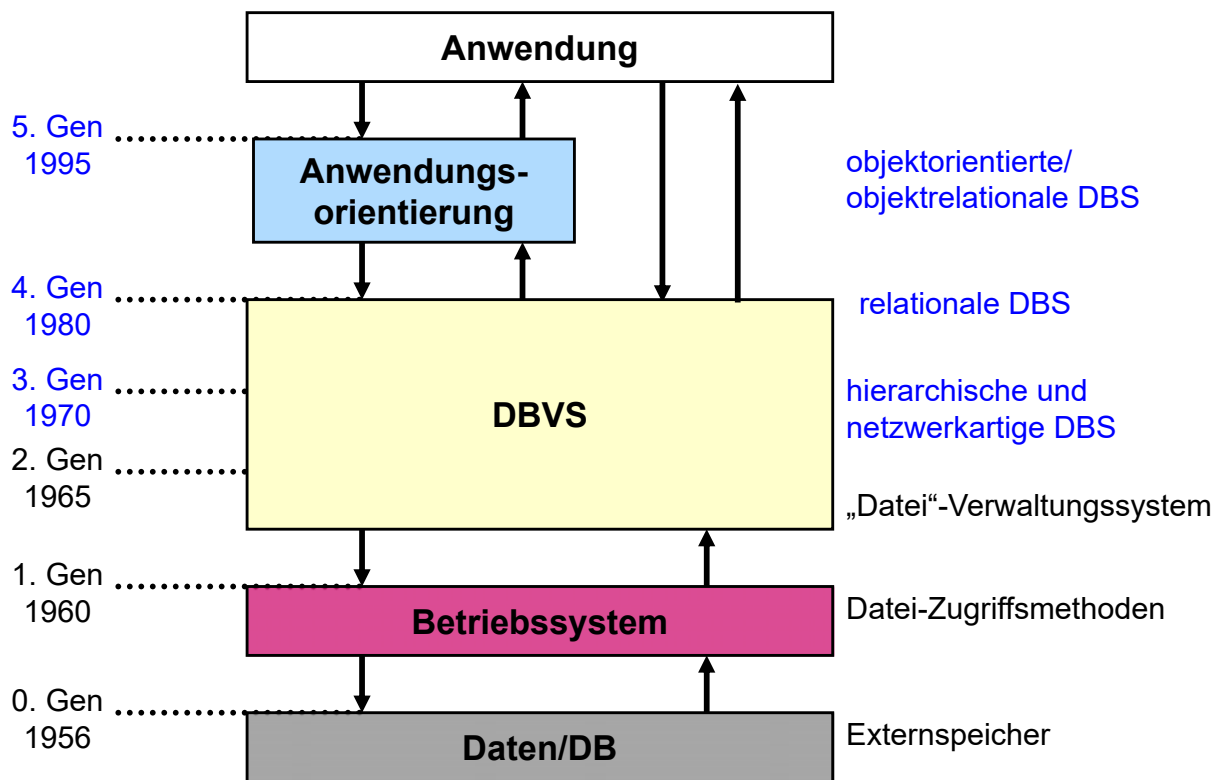 Anwendung
5. Gen
1995
Anwendungs-
orientierung
objektorientierte/
objektrelationale DBS
4. Gen
1980
relationale DBS
3. Gen
1970
DBVS
hierarchische und
netzwerkartige DBS
2. Gen
1965
„Datei“-Verwaltungssystem
1. Gen
1960
Betriebssystem
Datei-Zugriffsmethoden
0. Gen
1956
Daten/DB
Externspeicher